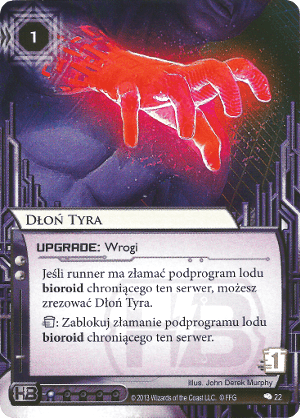 1
Dłoń Tyra
UPGRADE: Wrogi
Jeśli runner ma złamać podprogram lodu
bioroid chroniącego ten serwer, możesz
zrezować Dłoń Tyra.
: Zablokuj złamanie podprogramu lodu
bioroid chroniącego ten serwer.
1
Illus. John Derek Murphy
HB
© 2013 Wizards of the Coast LLC. © FFG
22